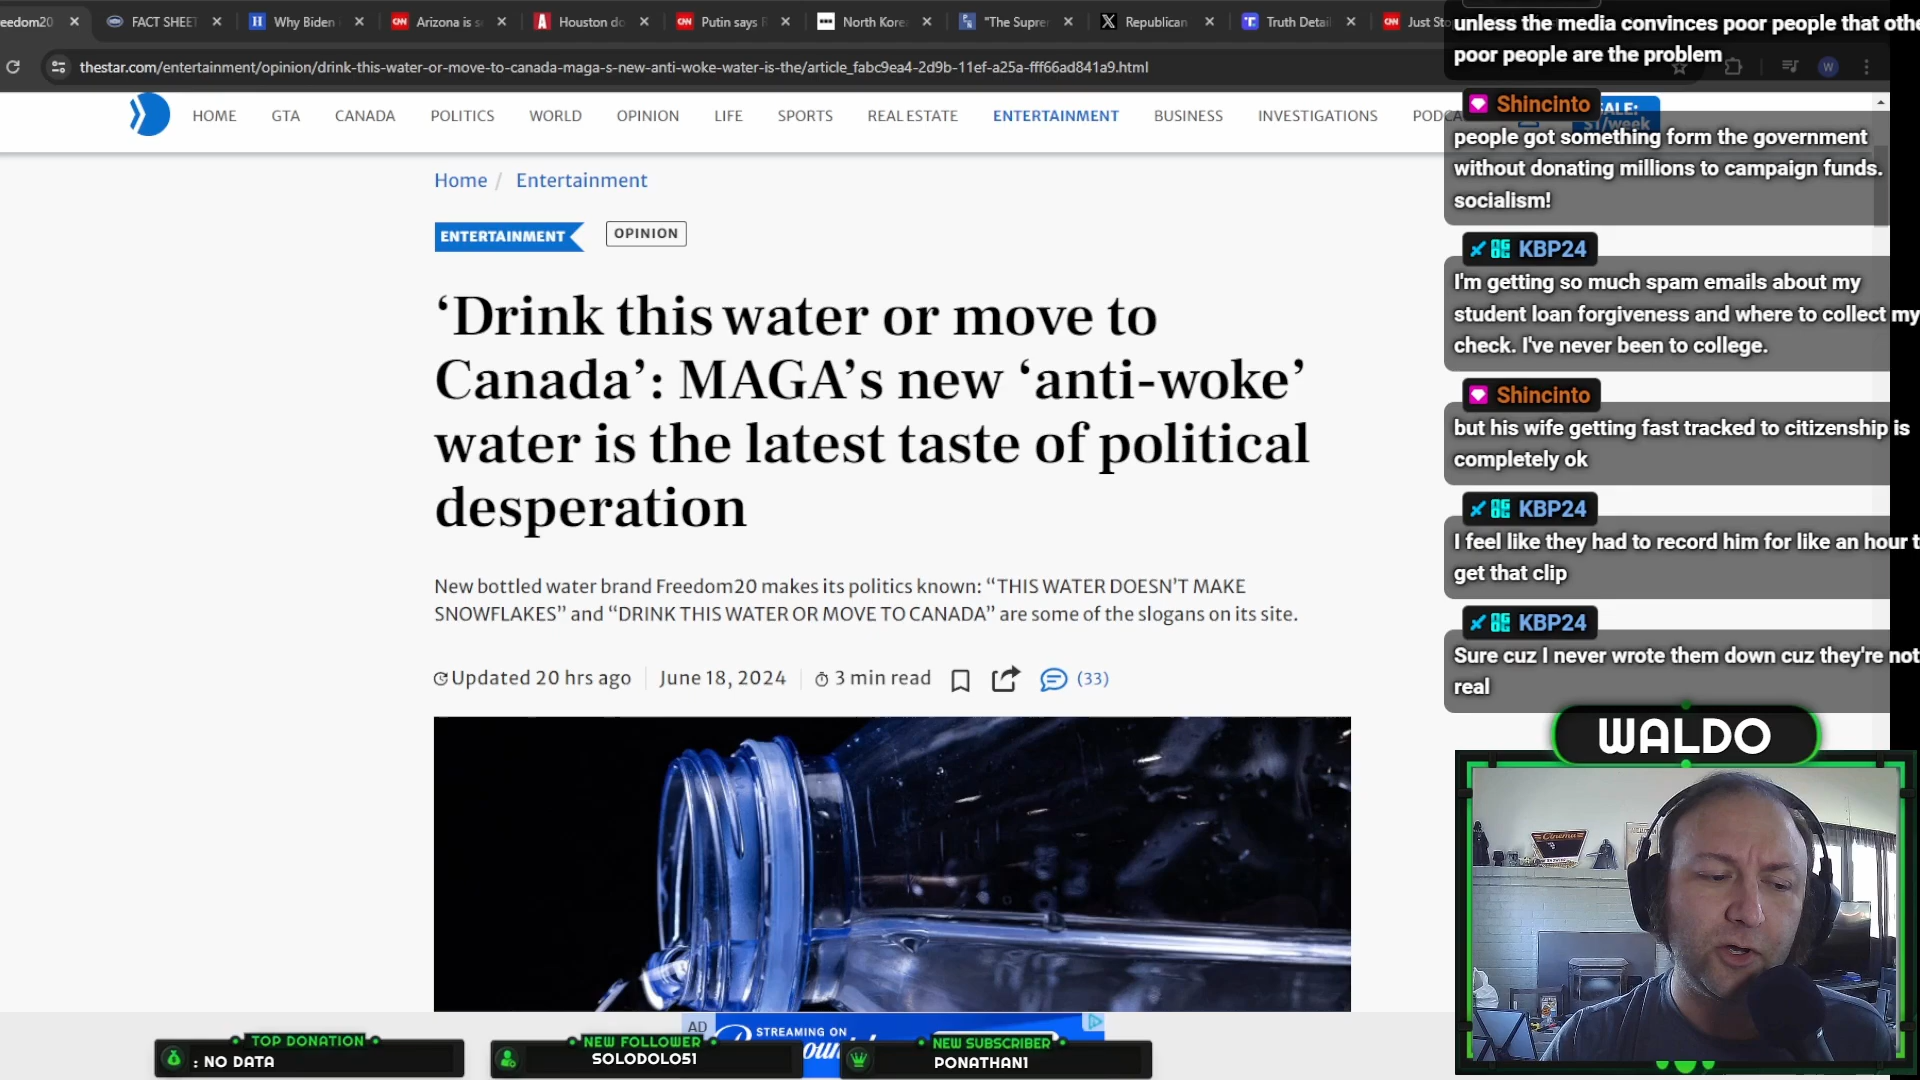 eedom20
FACT SHEET
Why Biden
Arizona is s
Houston do
Putin says
North Kore
"The Supre
Republican
Truth Detail
Just Sto
thestar.com/entertainment/opinion/drink-this-water-or-move-to-canada-maga-s-new-anti-woke-water-is-the/article_fabc9ea4-2d9b-11ef-a25a-fff66ad841a9.html
HOME GTA CANADA POLITICS WORLD OPINION LIFE SPORTS REAL ESTATE ENTERTAINMENT BUSINESS INVESTIGATIONS PODCA
ALE:
$1/week
Home / Entertainment
ENTERTAINMENT
OPINION
‘Drink this water or move to
Canada’: MAGA’s new ‘anti-woke’
water is the latest taste of political
desperation
New bottled water brand Freedom20 makes its politics known: “THIS WATER DOESN’T MAKE
SNOWFLAKES” and “DRINK THIS WATER OR MOVE TO CANADA” are some of the slogans on its site.
Updated 20 hrs ago June 18, 2024 3 min read (33)
unless the media convinces poor people that othe
poor people are the problem
Shincinto
people got something form the government
without donating millions to campaign funds.
socialism!
KBP24
I'm getting so much spam emails about my
student loan forgiveness and where to collect my
check. I've never been to college.
Shincinto
but his wife getting fast tracked to citizenship is
completely ok
KBP24
I feel like they had to record him for like an hour t
get that clip
KBP24
Sure cuz I never wrote them down cuz they're not
real
WALDO
Cinema
AD
STREAMING ON
TOP DONATION
: NO DATA
NEW FOLLOWER
SOLODOLO51
NEW SUBSCRIBER
PONATHAN1